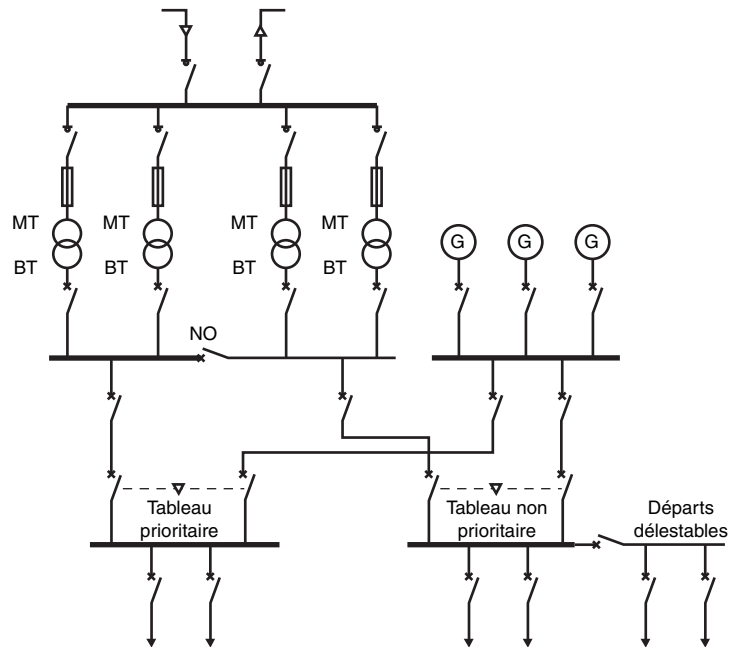 MT
MT
MT
MT
BT
BT
BT
BT
G
G
G
NO
Tableau
prioritaire
Tableau non
prioritaire
Départs
délestables